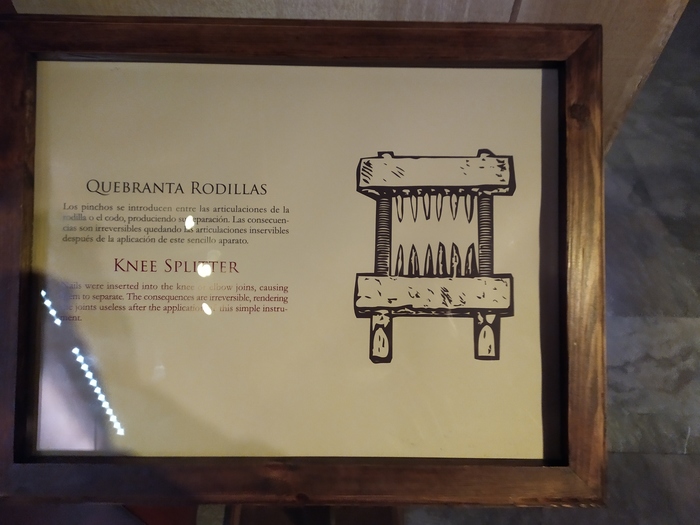 QUEBRANTA RODILLAS
Los pinchos se introducen entre las articulaciones de la
rodilla o el codo, produciendo su separación. Las consecuen-
cias son irreversibles quedando las articulaciones inservibles
después de la aplicación de este sencillo aparato.
KNEE SPLITTER
were inserted into the knee elbow joins, causing
to separate. The consequences are irreversible, rendering
joints useless after the application this simple instru-